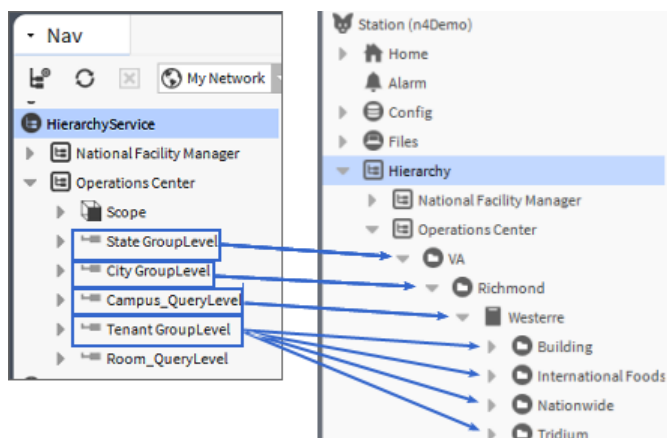 Nav
My Network
HierarchyService
National Facility Manager
Operations Center
Scope
State GroupLevel
City GroupLevel
Campus_QueryLevel
Tenant GroupLevel
Room_QueryLevel
Station (n4Demo)
Home
Alarm
Config
Files
Hierarchy
National Facility Manager
Operations Center
VA
Richmond
Westerre
Building
International Foods
Nationwide
Tridium